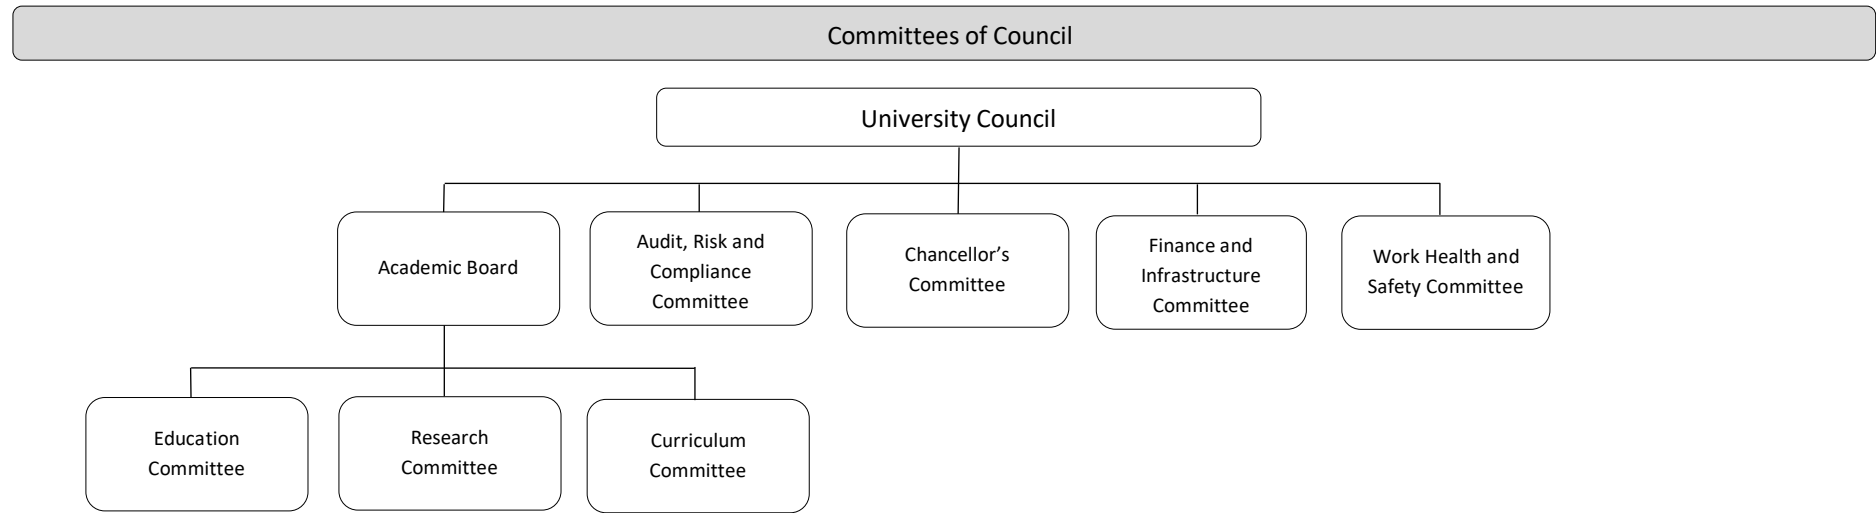 Committees of Council
University Council
Academic Board
Audit, Risk and
Compliance
Committee
Chancellor’s
Committee
Finance and
Infrastructure
Committee
Work Health and
Safety Committee
Education
Committee
Research
Committee
Curriculum
Committee